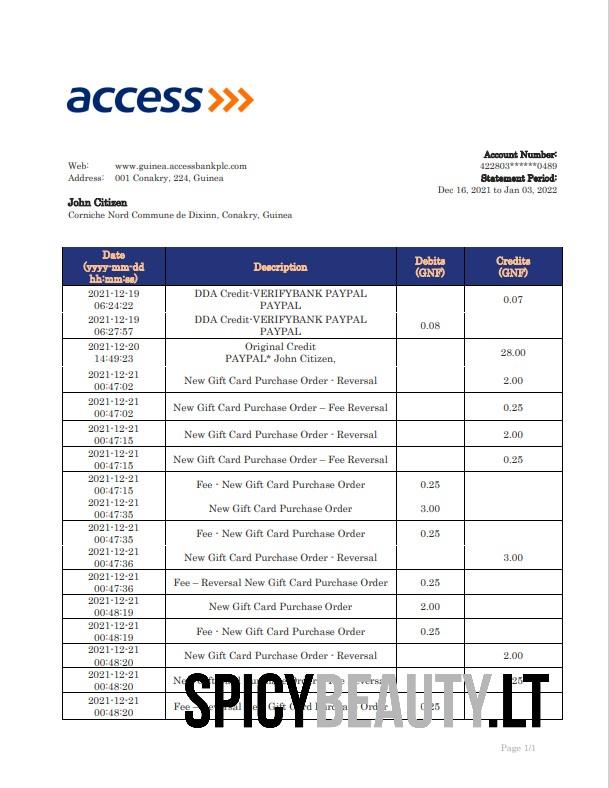 access
Account Number:
Web: www.guinea.accessbankplc.com 422803******0489
Address: 001 Conakry, 224, Guinea Statement Period:
Dec 16, 2021 to Jan 03, 2022
John Citizen
Corniche Nord Commune de Dixinn, Conakry, Guinea
Date
(yyyy-mm-dd
hh:mm:ss) Description Debits
(GNF) Credits
(GNF)
2021-12-19
06:24:22 DDA Credit-VERIFYBANK PAYPAL
PAYPAL 0.07
2021-12-19
06:27:57 DDA Credit-VERIFYBANK PAYPAL
PAYPAL 0.08
2021-12-20
14:49:23 Original Credit
PAYPAL* John Citizen, 28.00
2021-12-21
00:47:02 New Gift Card Purchase Order - Reversal 2.00
2021-12-21
00:47:02 New Gift Card Purchase Order – Fee Reversal 0.25
2021-12-21
00:47:15 New Gift Card Purchase Order - Reversal 2.00
2021-12-21
00:47:15 New Gift Card Purchase Order – Fee Reversal 0.25
2021-12-21
00:47:15 Fee - New Gift Card Purchase Order 0.25
2021-12-21
00:47:35 New Gift Card Purchase Order 3.00
2021-12-21
00:47:35 Fee - New Gift Card Purchase Order 0.25
2021-12-21
00:47:36 New Gift Card Purchase Order - Reversal 3.00
2021-12-21
00:47:36 Fee – Reversal New Gift Card Purchase Order 0.25
2021-12-21
00:48:19 New Gift Card Purchase Order 2.00
2021-12-21
00:48:19 Fee - New Gift Card Purchase Order 0.25
2021-12-21
00:48:20 New Gift Card Purchase Order - Reversal 2.00
2021-12-21
00:48:20
2021-12-21
00:48:20 Fee
SPICYBEAUTY.LT
Page 1/1